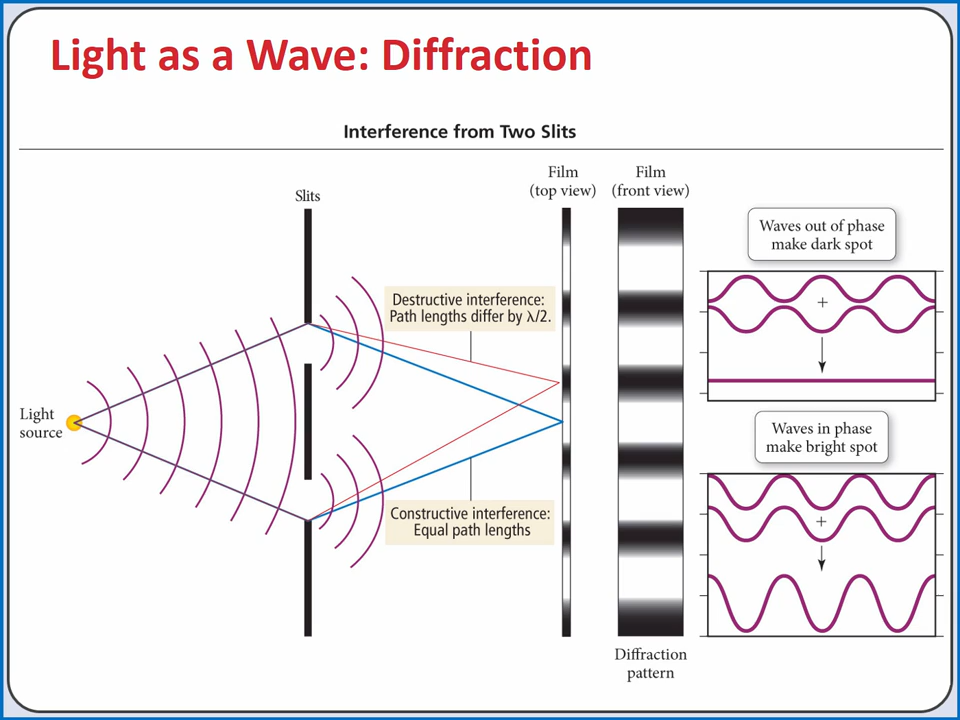 Light as a Wave: Diffraction
Interference from Two Slits
Slits
Film
(top view)
Film
(front view)
Waves out of phase
make dark spot
+
Destructive interference:
Path lengths differ by λ/2.
Light
source
Waves in phase
make bright spot
+
Constructive interference:
Equal path lengths
Diffraction
pattern